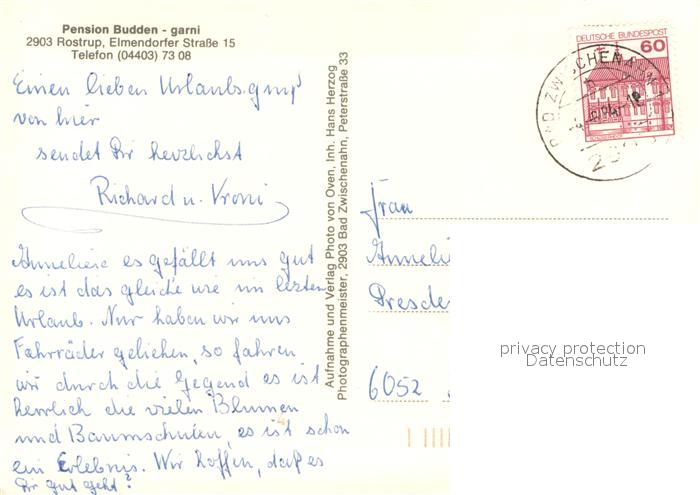 Pension Budden - garni
2903 Rostrup, Elmendorfer Straße 15
Telefon (04403) 73 08
Einen lieben Urlaubsgruß
von hier
sendet Dir herzlichst
Richard u. Vroni
Anneliese es gefällt uns gut
es ist das gleiche wie im letzten
Urlaub. Nur haben wir uns
Fahrräder geliehen, so fahren
wir durch die Gegend es ist
herrlich die vielen Blumen
und Baumschulen, es ist schon
ein Erlebnis. Wir hoffen, daß es
Dir gut geht?
Aufnahme und Verlag Photo von Oven, Inh. Hans Herzog
Photographenmeister, 2903 Bad Zwischenahn, Peterstraße 33
DEUTSCHE BUNDESPOST
60
BAD ZWISCHENAHN
Frau
Annelie
Dresde
6052
privacy protection
Datenschutz